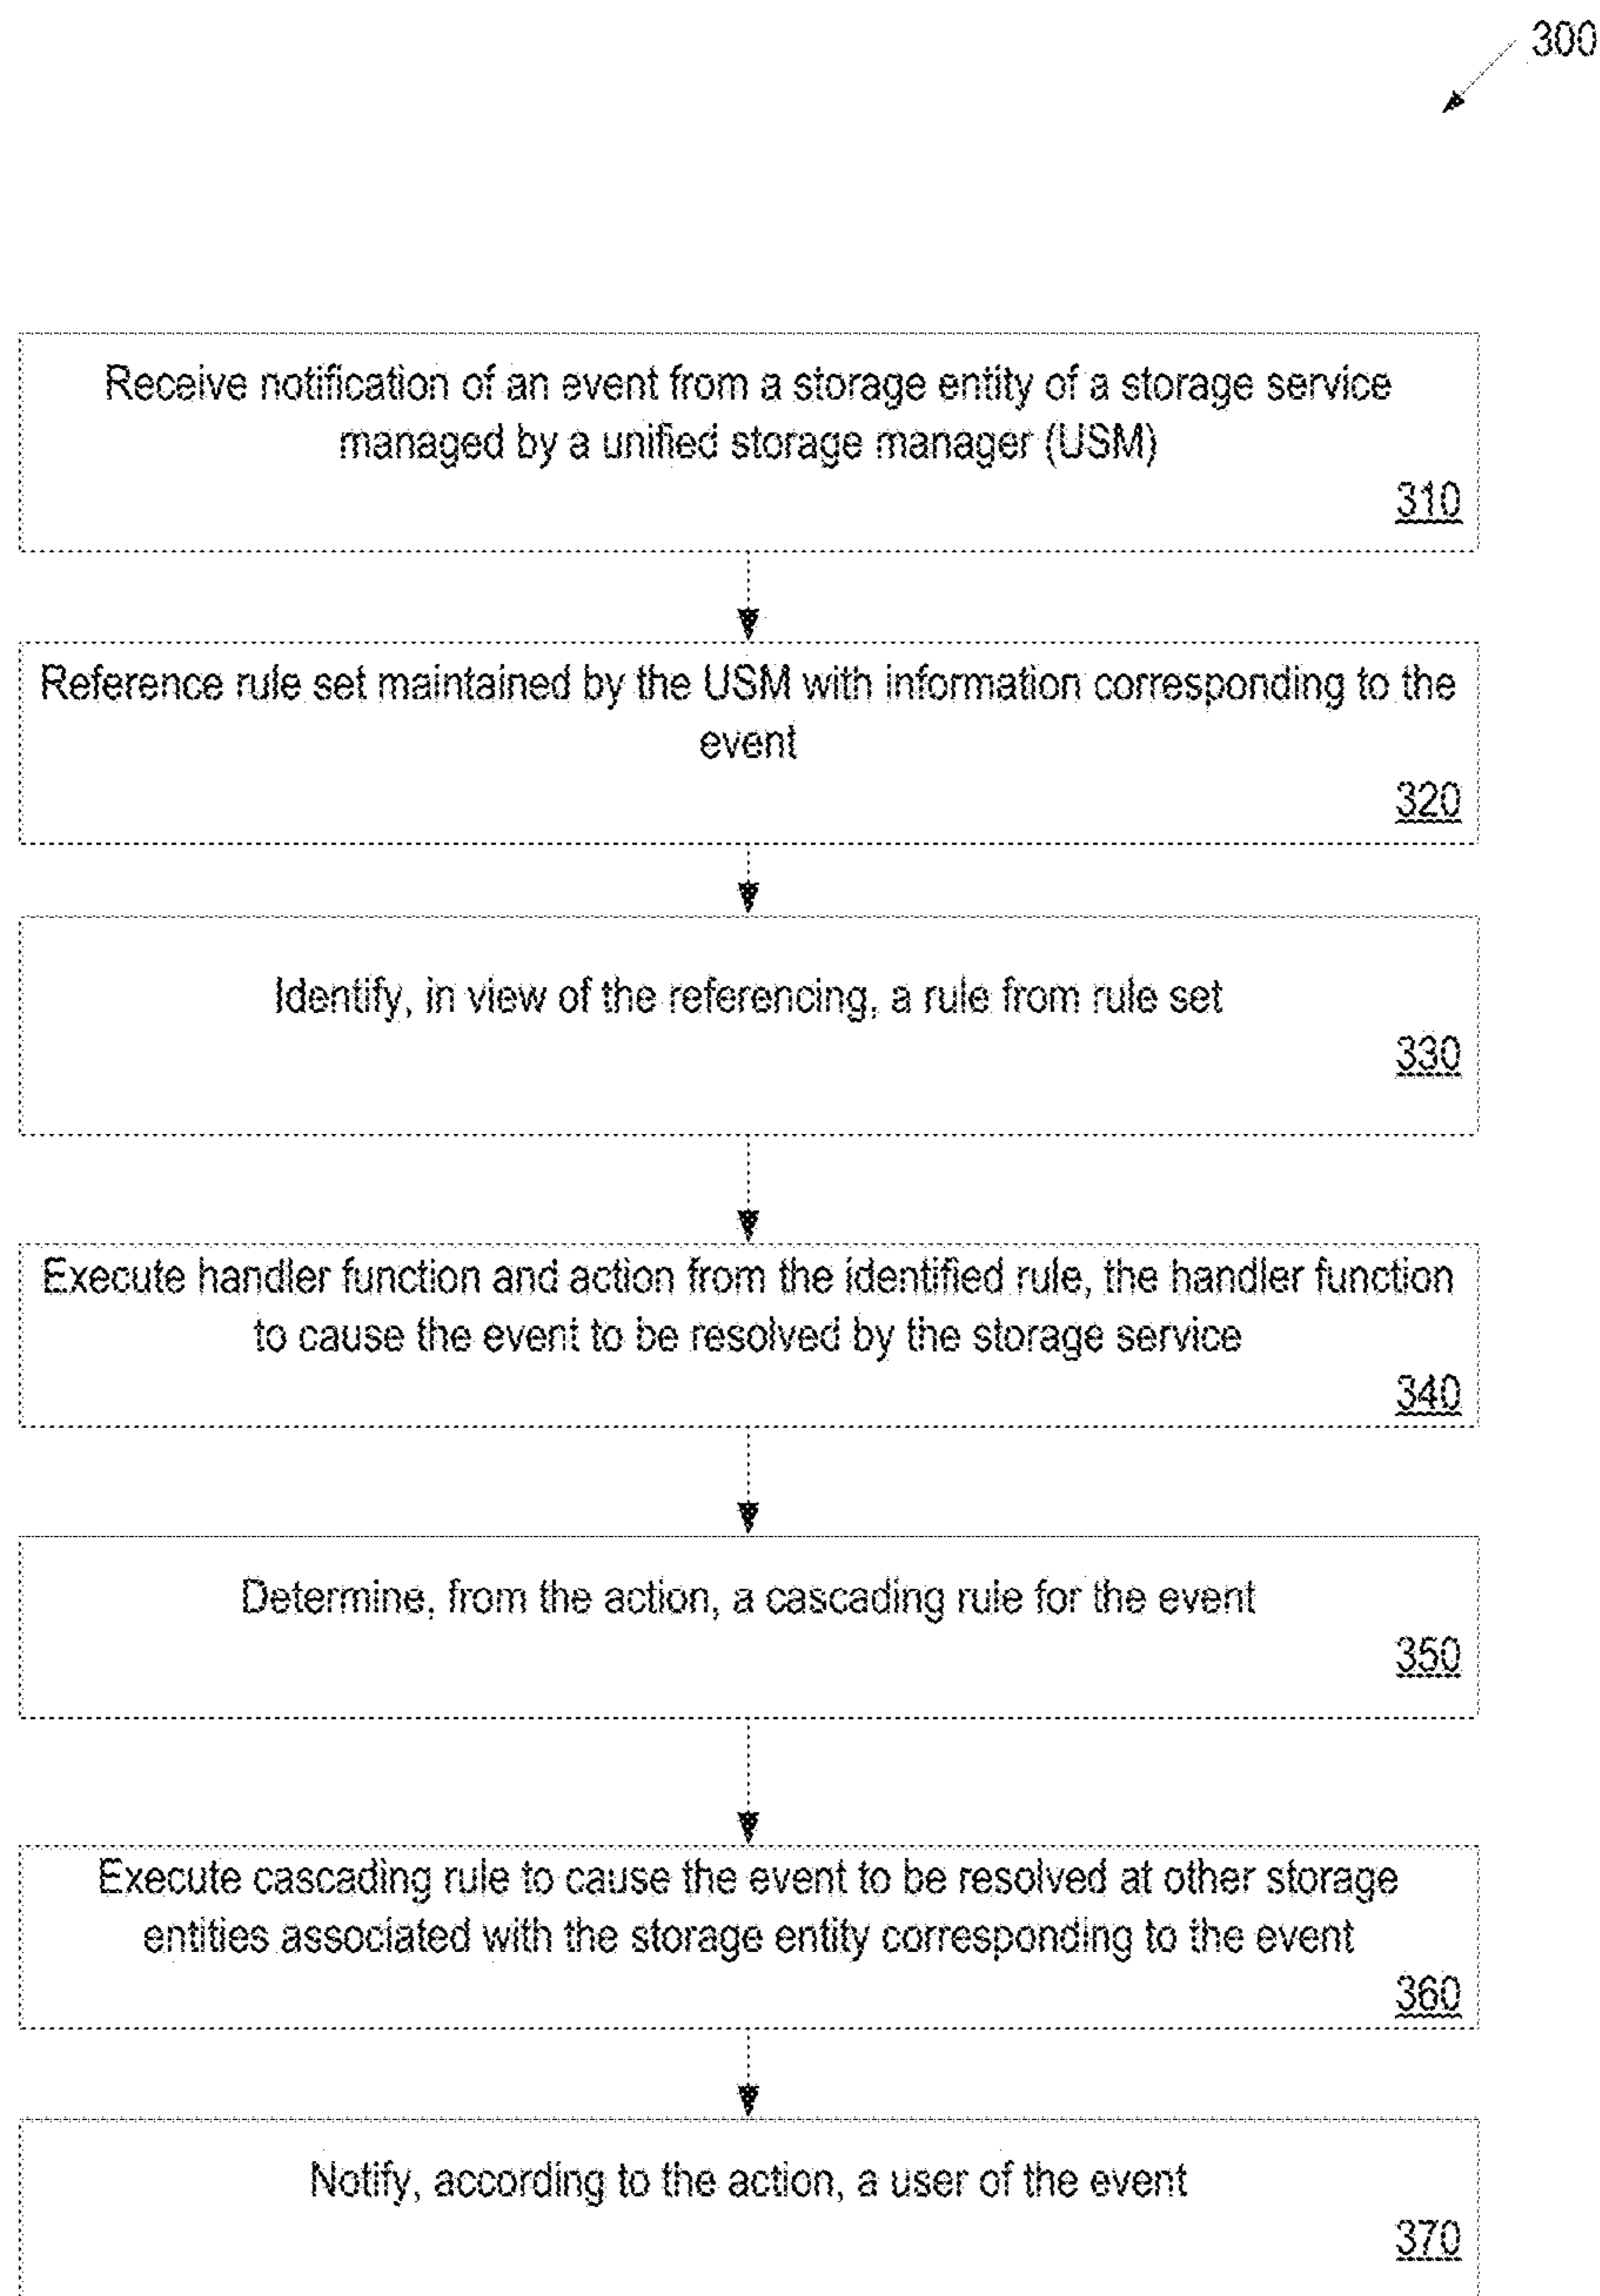 300
Receive notification of an event from a storage entity of a storage service
managed by a unified storage manager (USM)
310
Reference rule set maintained by the USM with information corresponding to the
event
320
Identify, in view of the referencing, a rule from rule set
330
Execute handler function and action from the identified rule, the handler function
to cause the event to be resolved by the storage service
340
Determine, from the action, a cascading rule for the event
350
Execute cascading rule to cause the event to be resolved at other storage
entities associated with the storage entity corresponding to the event
360
Notify, according to the action, a user of the event
370